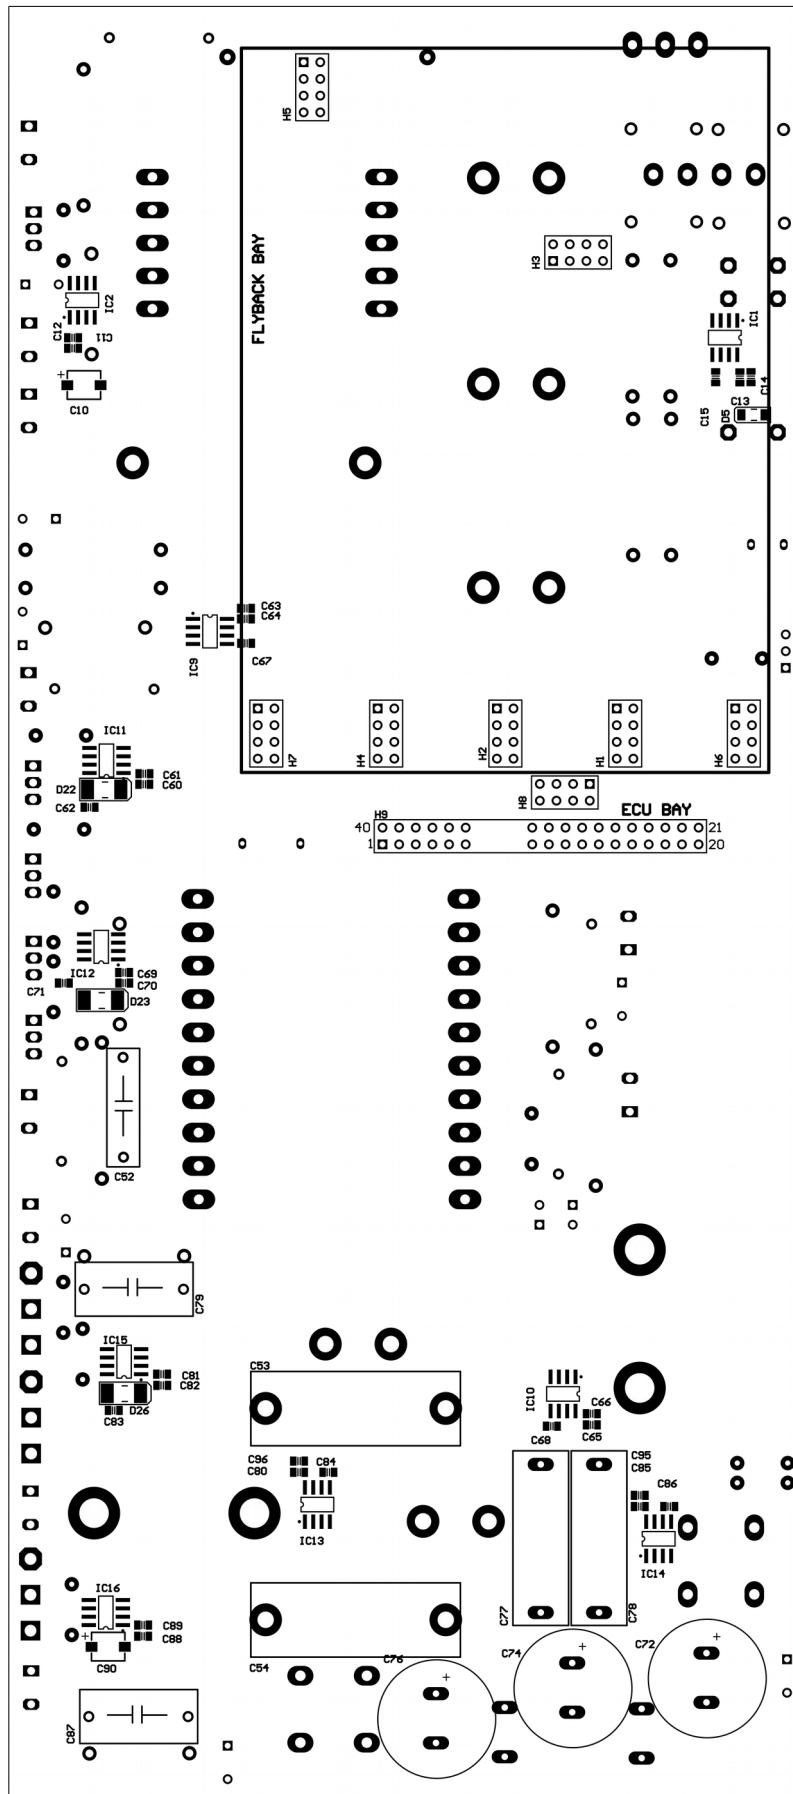 H5
FLYBACK BAY
H3
IC2
C12
C11
C10
IC1
C14
C13
D5
C15
C63
C64
C67
IC9
H7
H4
H2
H1
H6
IC11
D22
C61
C60
C62
H8
ECU BAY
H9
40
21
1
20
IC12
C69
C70
C71
D23
C52
C79
IC15
C81
C82
C83
D26
C53
IC10
C66
C65
C68
C96
C80
C84
IC13
C95
C85
C86
IC14
C77
C78
IC16
C89
C88
C90
C54
C76
C74
C72
C87